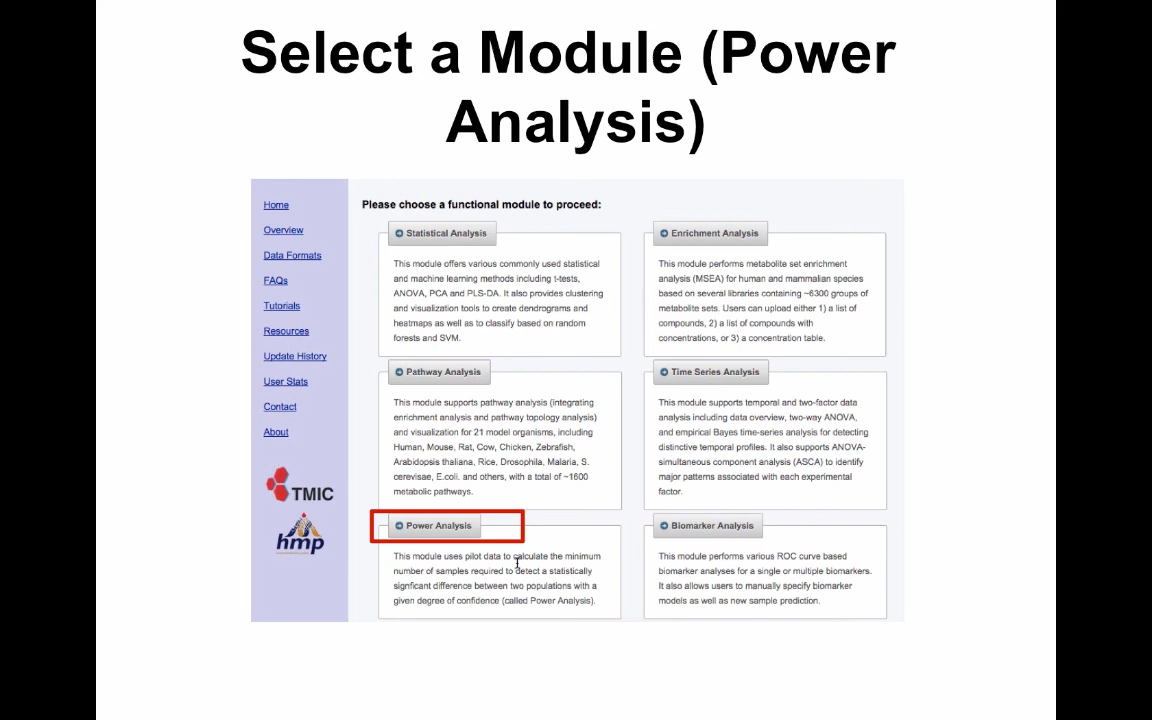 Select a Module (Power
Analysis)
Home
Overview
Data Formats
FAQs
Tutorials
Resources
Update History
User Stats
Contact
About
TMIC
hmp
Please choose a functional module to proceed:
Statistical Analysis
This module offers various commonly used statistical
and machine learning methods including t-tests,
ANOVA, PCA and PLS-DA. It also provides clustering
and visualization tools to create dendrograms and
heatmaps as well as to classify based on random
forests and SVM.
Enrichment Analysis
This module performs metabolite set enrichment
analysis (MSEA) for human and mammalian species
based on several libraries containing ~6300 groups of
metabolite sets. Users can upload either 1) a list of
compounds, 2) a list of compounds with
concentrations, or 3) a concentration table.
Pathway Analysis
This module supports pathway analysis (integrating
enrichment analysis and pathway topology analysis)
and visualization for 21 model organisms, including
Human, Mouse, Rat, Cow, Chicken, Zebrafish,
Arabidopsis thaliana, Rice, Drosophila, Malaria, S.
cerevisae, E.coli. and others, with a total of ~1600
metabolic pathways.
Time Series Analysis
This module supports temporal and two-factor data
analysis including data overview, two-way ANOVA,
and empirical Bayes time-series analysis for detecting
distinctive temporal profiles. It also supports ANOVA-
simultaneous component analysis (ASCA) to identify
major patterns associated with each experimental
factor.
Power Analysis
This module uses pilot data to calculate the minimum
number of samples required to detect a statistically
signficant difference between two populations with a
given degree of confidence (called Power Analysis).
Biomarker Analysis
This module performs various ROC curve based
biomarker analyses for a single or multiple biomarkers.
It also allows users to manually specify biomarker
models as well as new sample prediction.